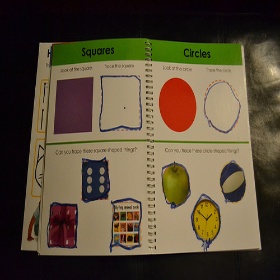 Squares
Look at the square
Trace the square
Can you trace these square-shaped things?
Circles
Look at the circle
Trace the circle
Can you trace these circle-shaped things?